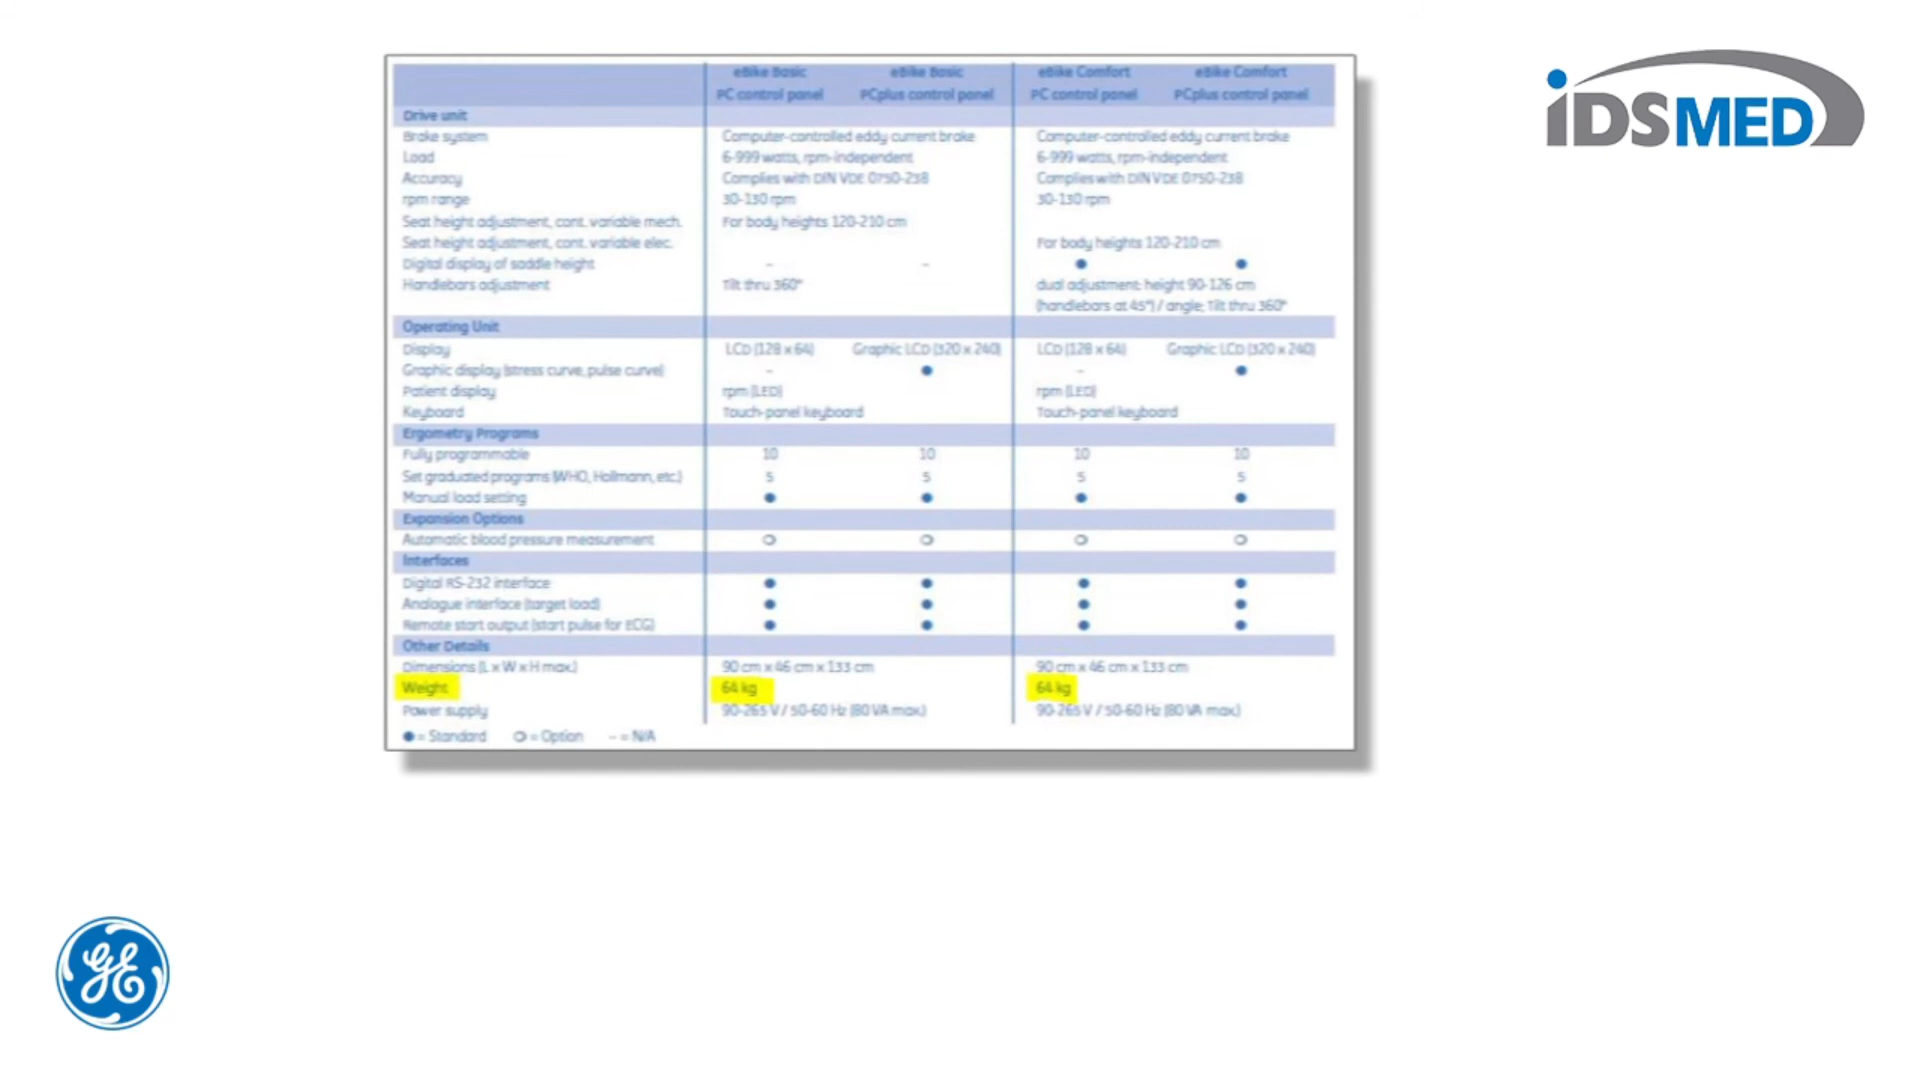 iDSMED
eBike Basic eBike Basic eBike Comfort eBike Comfort
PC control panel PCplus control panel PC control panel PCplus control panel
Drive unit
Brake system Computer-controlled eddy current brake Computer-controlled eddy current brake
Load 6-999 watts, rpm-independent 6-999 watts, rpm-independent
Accuracy Complies with DIN VDE 0750-238 Complies with DIN VDE 0750-238
rpm range 30-130 rpm 30-130 rpm
Seat height adjustment, cont. variable mech. For body heights 120-210 cm
Seat height adjustment, cont. variable elec. For body heights 120-210 cm
Digital display of saddle height – – ● ●
Handlebars adjustment Tilt thru 360° dual adjustment: height 90-126 cm
(handlebars at 45°) / angle; Tilt thru 360°
Operating Unit
Display LCD (128 x 64) Graphic LCD (320 x 240) LCD (128 x 64) Graphic LCD (320 x 240)
Graphic display (stress curve, pulse curve) – ● – ●
Patient display rpm (LED) rpm (LED)
Keyboard Touch-panel keyboard Touch-panel keyboard
Ergometry Programs
Fully programmable 10 10 10 10
Set graduated programs (WHO, Hollmann, etc.) 5 5 5 5
Manual load setting ● ● ● ●
Expansion Options
Automatic blood pressure measurement O O O O
Interfaces
Digital RS-232 interface ● ● ● ●
Analogue interface (target load) ● ● ● ●
Remote start output (start pulse for ECG) ● ● ● ●
Other Details
Dimensions (L x W x H max.) 90 cm x 46 cm x 133 cm 90 cm x 46 cm x 133 cm
Weight 64 kg 64 kg
Power supply 90-265 V / 50-60 Hz (80 VA max.) 90-265 V / 50-60 Hz (80 VA max.)
● = Standard O = Option – = N/A
GE